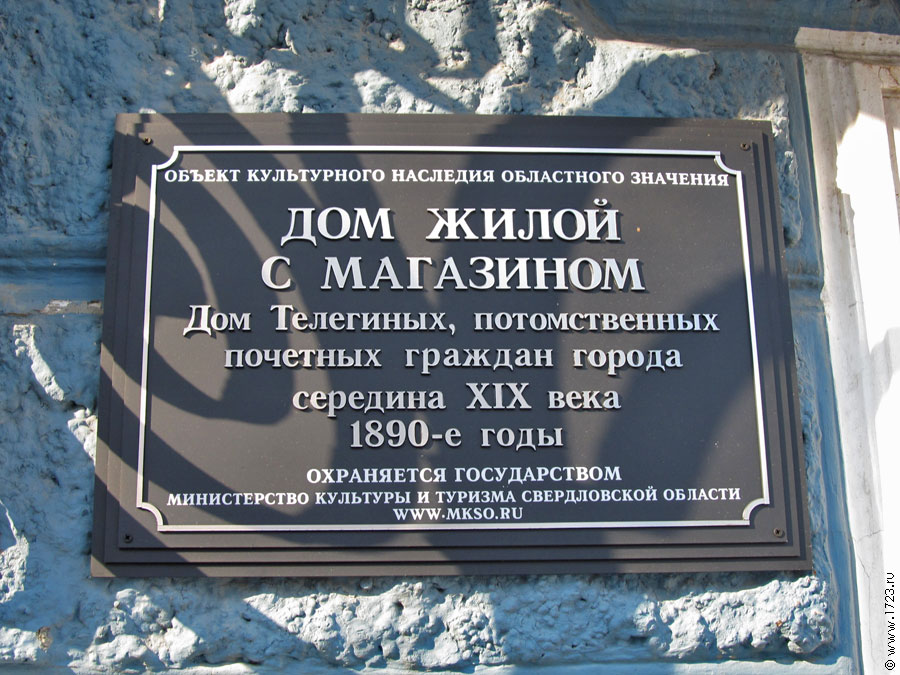 ОБЪЕКТ КУЛЬТУРНОГО НАСЛЕДИЯ ОБЛАСТНОГО ЗНАЧЕНИЯ
ДОМ ЖИЛОЙ
С МАГАЗИНОМ
Дом Телегиных, потомственных
почетных граждан города
середина XIX века
1890-е годы
ОХРАНЯЕТСЯ ГОСУДАРСТВОМ
МИНИСТЕРСТВО КУЛЬТУРЫ И ТУРИЗМА СВЕРДЛОВСКОЙ ОБЛАСТИ
WWW.MKSO.RU
© www.1723.ru